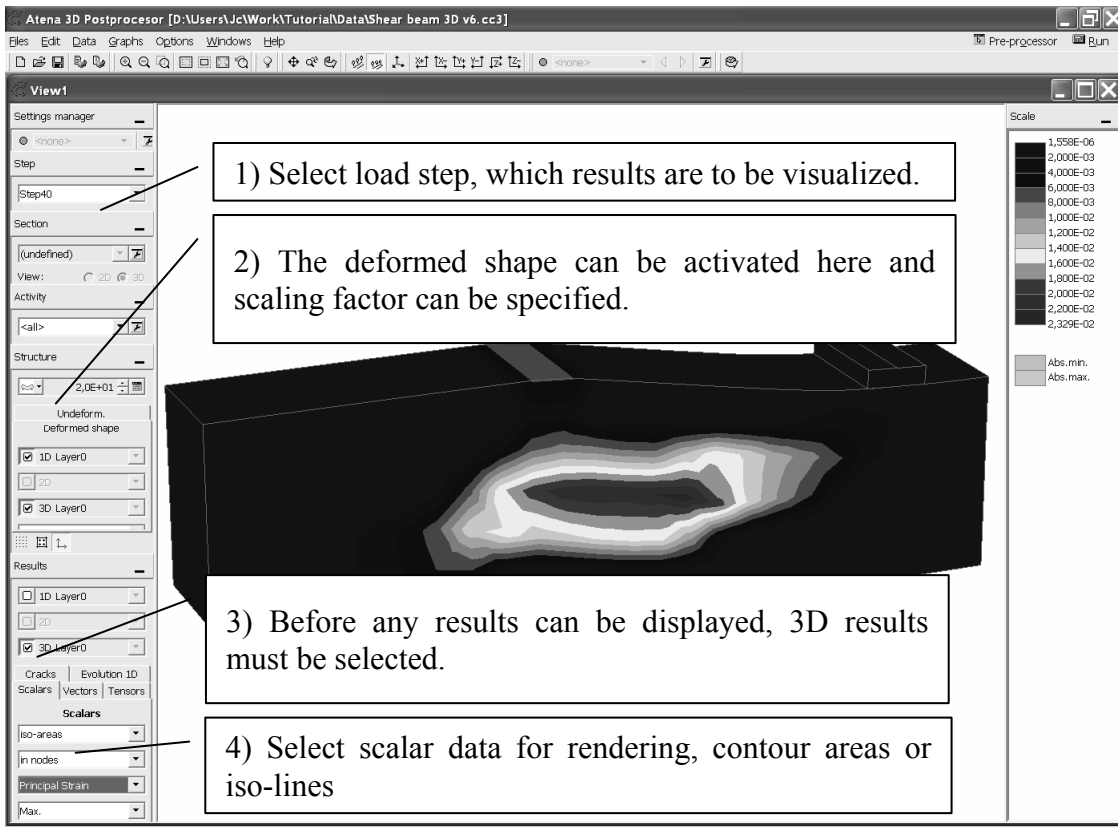 Atena 3D Postprocesor [D:\Users\Jc\Work\Tutorial\Data\Shear beam 3D v6.cc3]
Files Edit Data Graphs Options Windows Help Pre-processor Run
<none>
View1
Settings manager
<none>
Step
Step40
Section
(undefined)
View: 2D 3D
Activity
<all>
Structure
2,0E+01
Undeform.
Deformed shape
1D Layer0
2D
3D Layer0
Results
1D Layer0
2D
3D Layer0
Cracks Evolution 1D
Scalars Vectors Tensors
Scalars
iso-areas
in nodes
Principal Strain
Max.
1) Select load step, which results are to be visualized.
2) The deformed shape can be activated here and
scaling factor can be specified.
3) Before any results can be displayed, 3D results
must be selected.
4) Select scalar data for rendering, contour areas or
iso-lines
Scale
1,558E-06
2,000E-03
4,000E-03
6,000E-03
8,000E-03
1,000E-02
1,200E-02
1,400E-02
1,600E-02
1,800E-02
2,000E-02
2,200E-02
2,329E-02
Abs.min.
Abs.max.